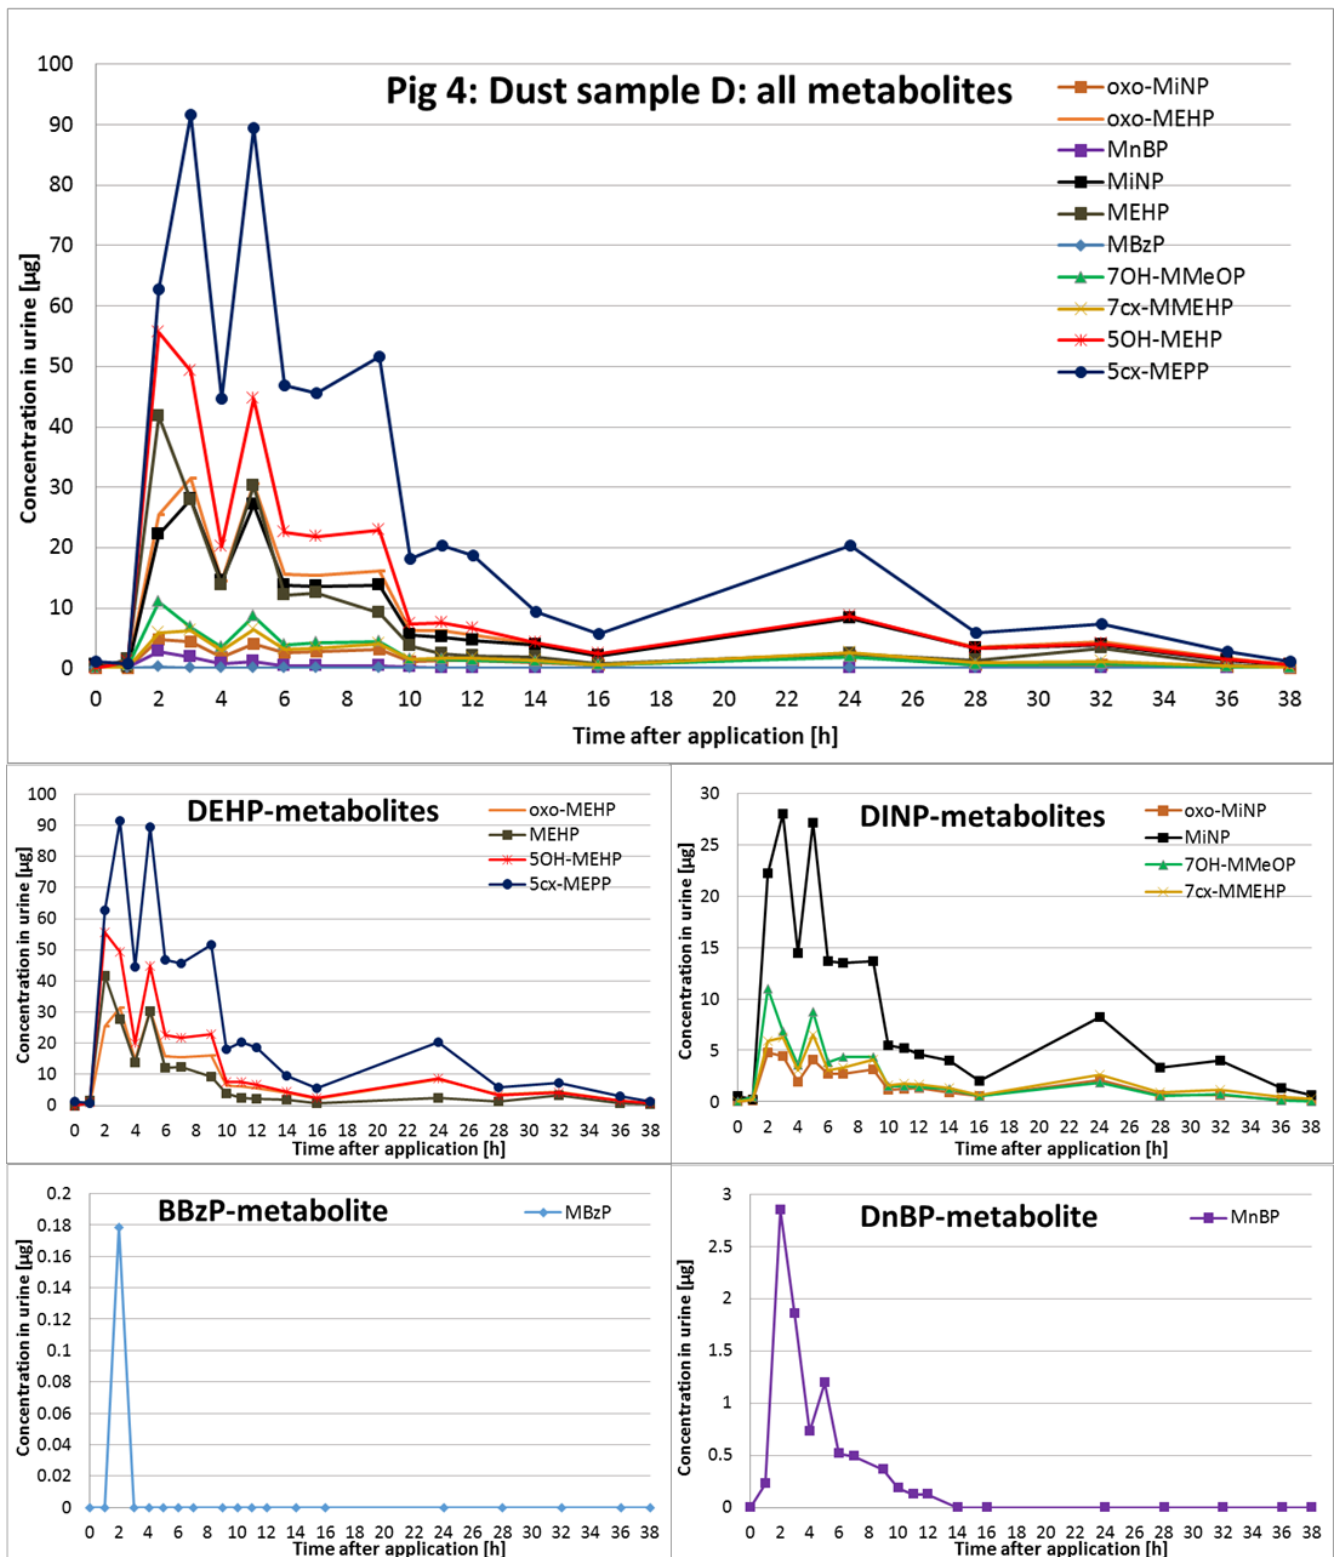 Pig 4: Dust sample D: all metabolites
Concentration in urine [µg]
100
90
80
70
60
50
40
30
20
10
0
oxo-MiNP
oxo-MEHP
MnBP
MiNP
MEHP
MBzP
7OH-MMeOP
7cx-MMEHP
5OH-MEHP
5cx-MEPP
0 2 4 6 8 10 12 14 16 18 20 22 24 26 28 30 32 34 36 38
Time after application [h]
DEHP-metabolites
Concentration in urine [µg]
100
90
80
70
60
50
40
30
20
10
0
oxo-MEHP
MEHP
5OH-MEHP
5cx-MEPP
0 2 4 6 8 10 12 14 16 18 20 22 24 26 28 30 32 34 36 38
Time after application [h]
DINP-metabolites
Concentration in urine [µg]
30
25
20
15
10
5
0
oxo-MiNP
MiNP
7OH-MMeOP
7cx-MMEHP
0 2 4 6 8 10 12 14 16 18 20 22 24 26 28 30 32 34 36 38
Time after application [h]
BBzP-metabolite
Concentration in urine [µg]
0.2
0.18
0.16
0.14
0.12
0.1
0.08
0.06
0.04
0.02
0
MBzP
0 2 4 6 8 10 12 14 16 18 20 22 24 26 28 30 32 34 36 38
Time after application [h]
DnBP-metabolite
Concentration in urine [µg]
3
2.5
2
1.5
1
0.5
0
MnBP
0 2 4 6 8 10 12 14 16 18 20 22 24 26 28 30 32 34 36 38
Time after application [h]